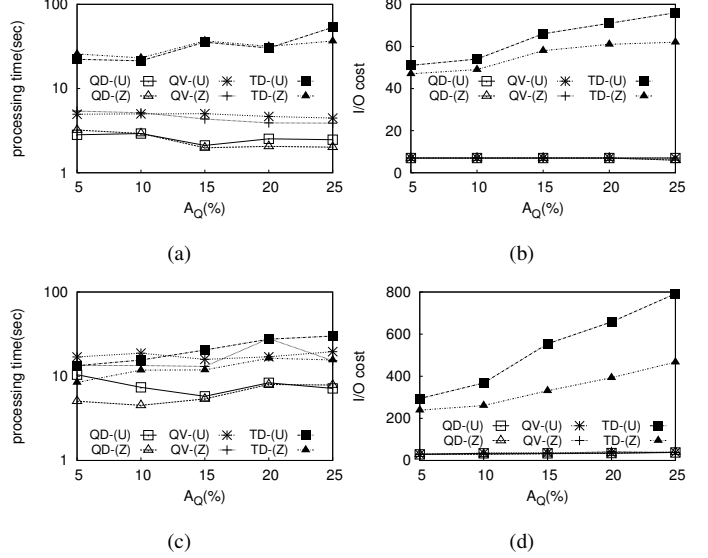 100
10
1
5 10 15 20 25
processing time(sec)
A_Q(%)
QD-(U) QV-(U) TD-(U)
QD-(Z) QV-(Z) TD-(Z)
(a)
80
60
40
20
0
5 10 15 20 25
I/O cost
A_Q(%)
QD-(U) QV-(U) TD-(U)
QD-(Z) QV-(Z) TD-(Z)
(b)
100
10
1
5 10 15 20 25
processing time(sec)
A_Q(%)
QD-(U) QV-(U) TD-(U)
QD-(Z) QV-(Z) TD-(Z)
(c)
800
600
400
200
0
5 10 15 20 25
I/O cost
A_Q(%)
QD-(U) QV-(U) TD-(U)
QD-(Z) QV-(Z) TD-(Z)
(d)